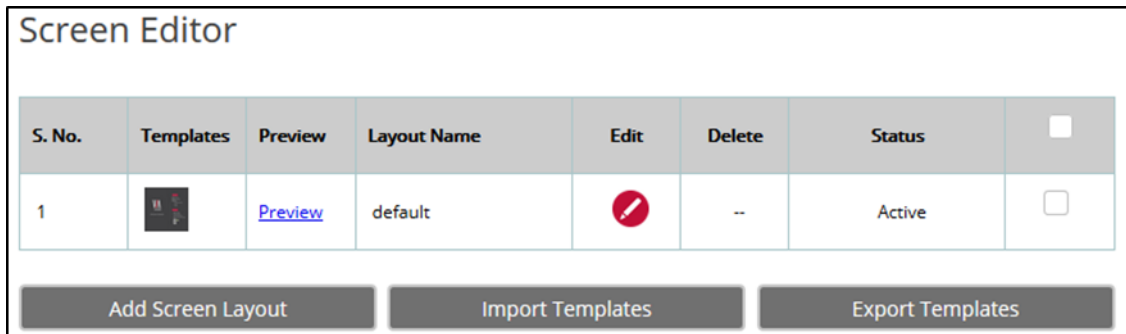 Screen Editor
S. No. Templates Preview Layout Name Edit Delete Status
1 Preview default -- Active
Add Screen Layout Import Templates Export Templates